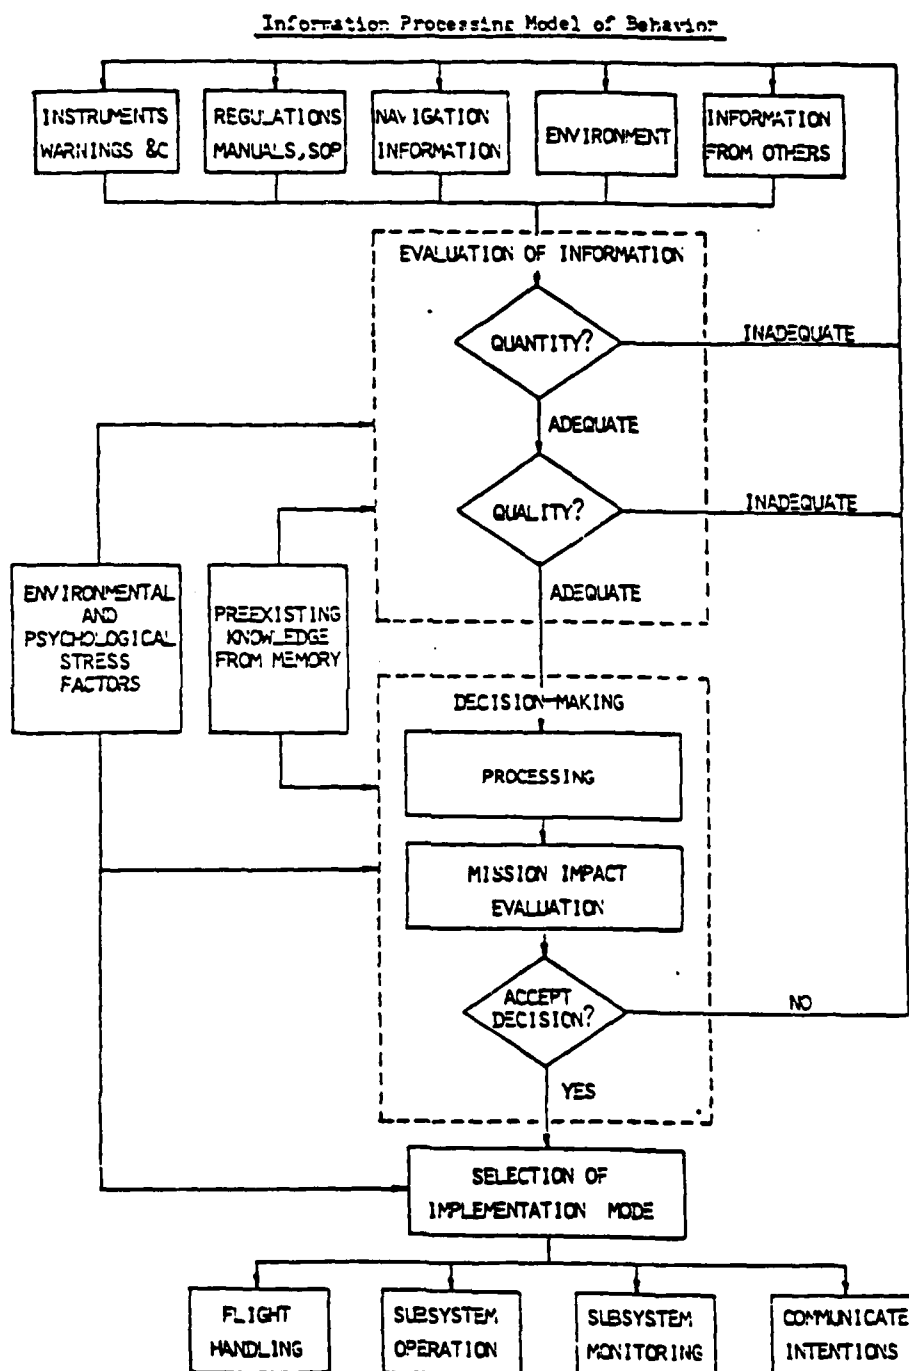 Information Processing Model of Behavior
INSTRUMENTS
WARNINGS &C
REGULATIONS
MANUALS, SOP
NAVIGATION
INFORMATION
ENVIRONMENT
INFORMATION
FROM OTHERS
EVALUATION OF INFORMATION
QUANTITY?
INADEQUATE
ADEQUATE
QUALITY?
INADEQUATE
ADEQUATE
ENVIRONMENTAL
AND
PSYCHOLOGICAL
STRESS
FACTORS
PREEXISTING
KNOWLEDGE
FROM MEMORY
DECISION-MAKING
PROCESSING
MISSION IMPACT
EVALUATION
ACCEPT
DECISION?
NO
YES
SELECTION OF
IMPLEMENTATION MODE
FLIGHT
HANDLING
SUBSYSTEM
OPERATION
SUBSYSTEM
MONITORING
COMMUNICATE
INTENTIONS